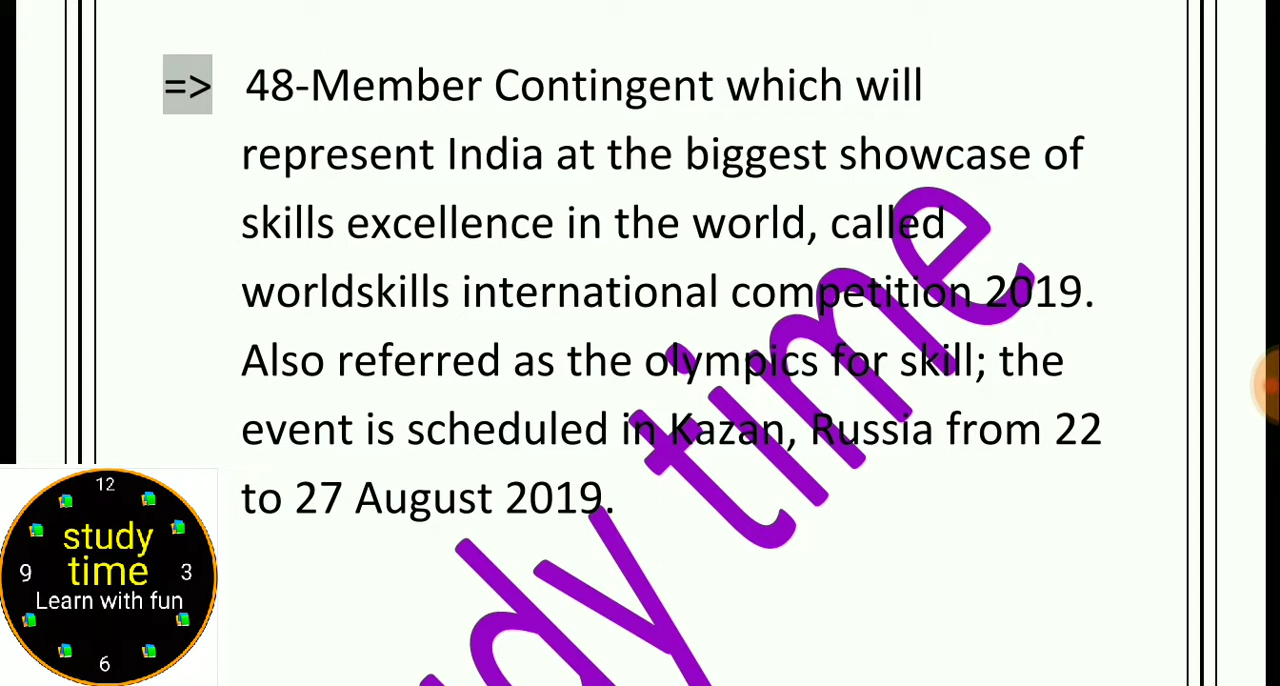 => 48-Member Contingent which will
represent India at the biggest showcase of
skills excellence in the world, called
worldskills international competition 2019.
Also referred as the olympics for skill; the
event is scheduled in Kazan, Russia from 22
to 27 August 2019.
time
dy
12
study
9 time 3
Learn with fun
6